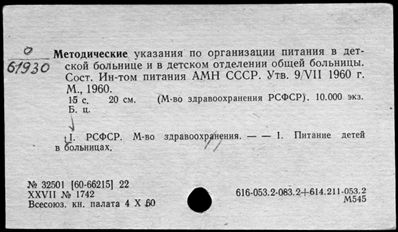 0
61930
Методические указания по организации питания в дет-
ской больнице и в детском отделении общей больницы.
Сост. Ин-том питания АМН СССР. Утв. 9/VII 1960 г.
М., 1960.
15 с. 20 см. (М-во здравоохранения РСФСР). 10.000 экз.
Б. ц.
I. РСФСР. М-во здравоохранения. — — 1. Питание детей
в больницах.
№ 32501 [60-66215] 22
XXVII № 1742
Всесоюз. кн. палата 4 X 60
616-053.2-083.2+614.211-053.2
М545